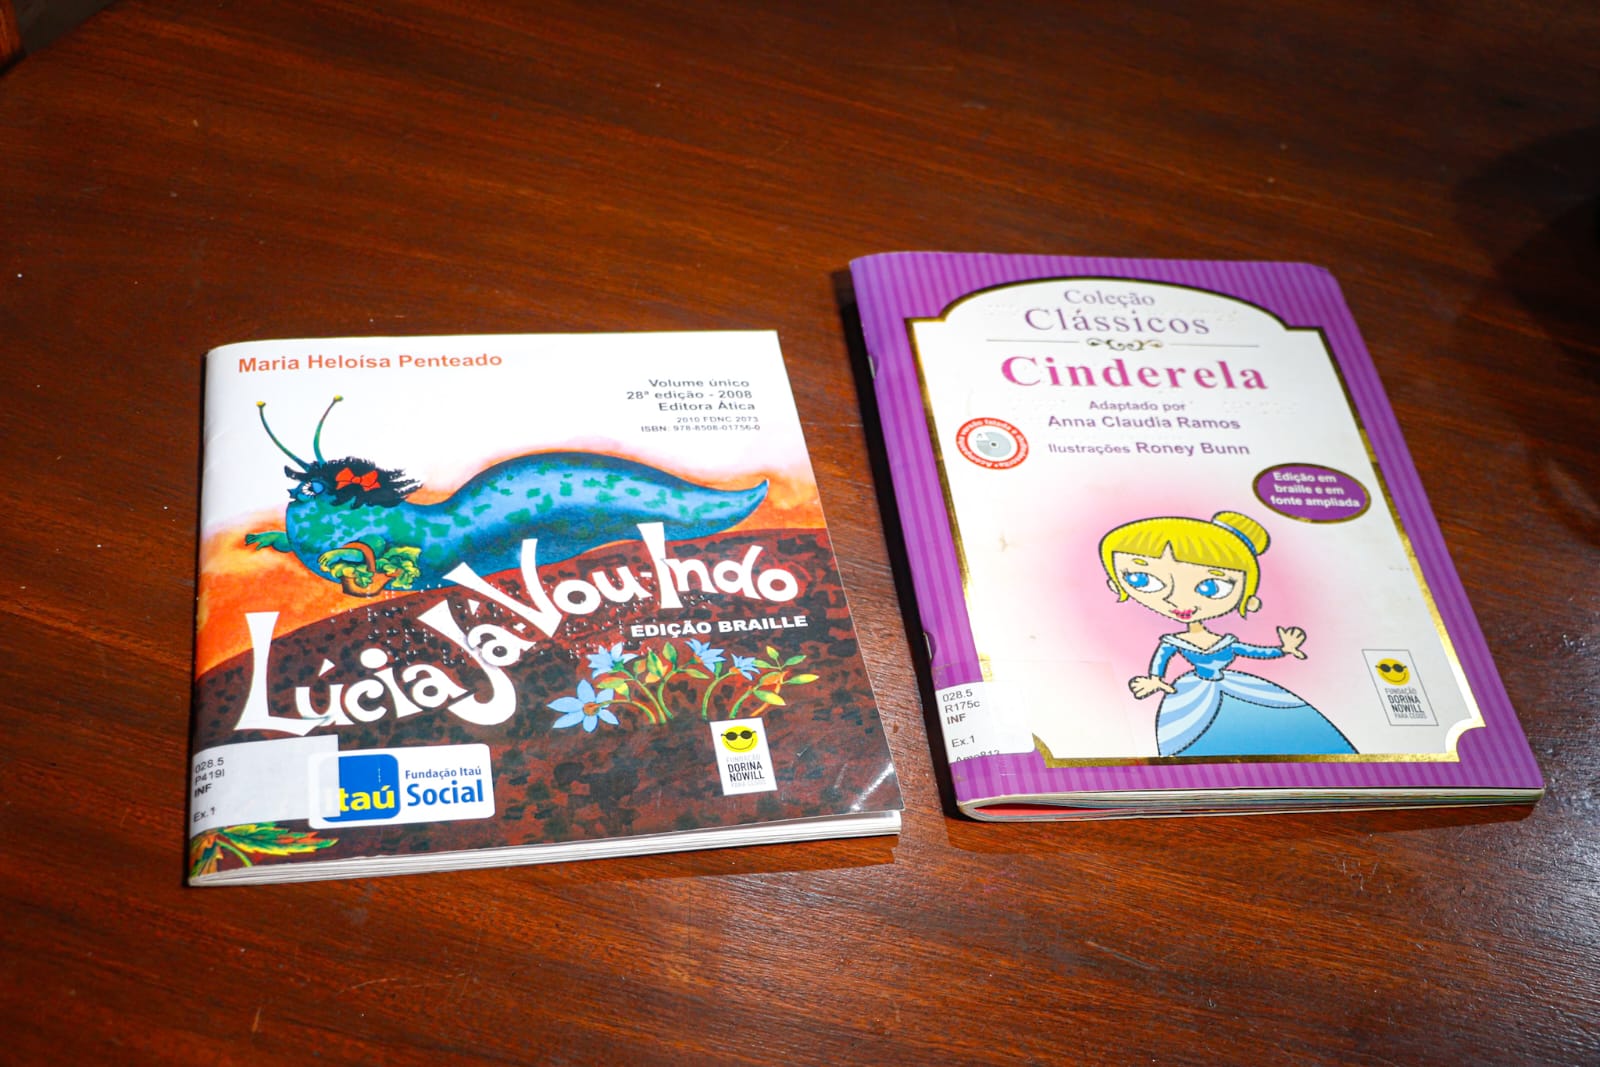 Maria Heloísa Penteado
Volume único
28ª edição - 2008
Editora Ática
2010 FDNC 2073
ISBN: 978-8508-01756-0
Lúcia Já-Vou-Indo
EDIÇÃO BRAILLE
028.5
P419l
INF
Ex.1
Itaú
Fundação Itaú
Social
FUNDAÇÃO
DORINA
NOWILL
PARA CEGOS
Coleção
Clássicos
Cinderela
Adaptado por
Anna Claudia Ramos
Ilustrações Roney Bunn
Edição em
braille e em
fonte ampliada
028.5
R175c
INF
Ex.1
FUNDAÇÃO
DORINA
NOWILL
PARA CEGOS